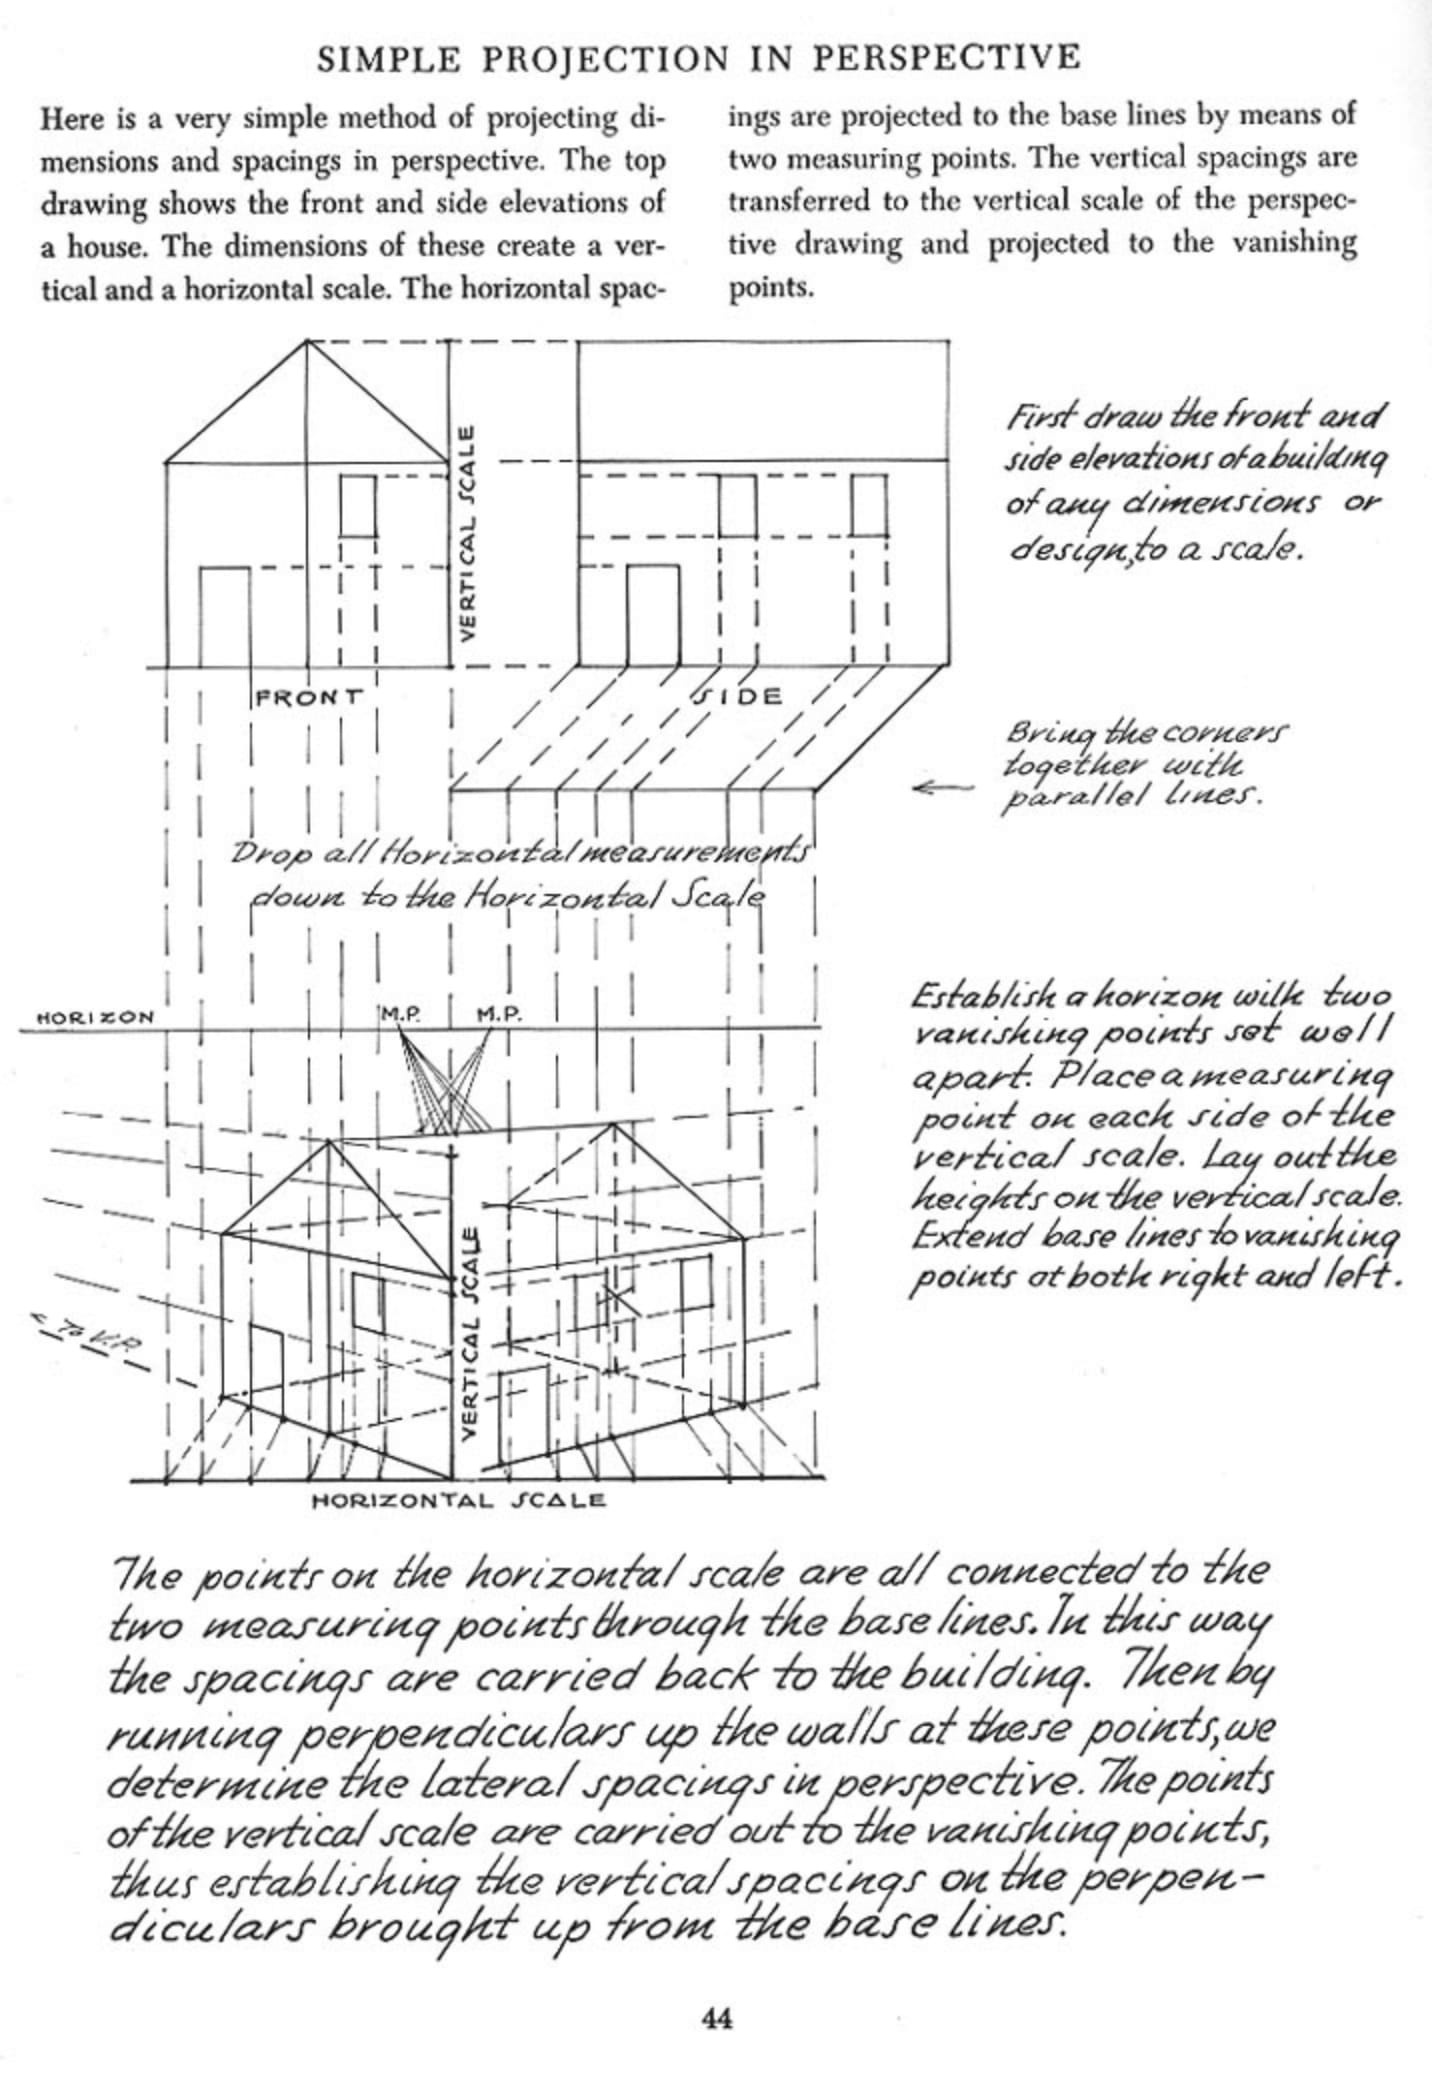 SIMPLE PROJECTION IN PERSPECTIVE
Here is a very simple method of projecting di-
mensions and spacings in perspective. The top
drawing shows the front and side elevations of
a house. The dimensions of these create a ver-
tical and a horizontal scale. The horizontal spac-
ings are projected to the base lines by means of
two measuring points. The vertical spacings are
transferred to the vertical scale of the perspec-
tive drawing and projected to the vanishing
points.
VERTICAL SCALE
First draw the front and
side elevations of a building
of any dimensions or
design, to a scale.
FRONT
SIDE
Bring the corners
together with
parallel lines.
Drop all Horizontal measurements
down to the Horizontal Scale
HORIZON
M.P.
M.P.
Establish a horizon with two
vanishing points set well
apart. Place a measuring
point on each side of the
vertical scale. Lay out the
heights on the vertical scale.
Extend base lines to vanishing
points at both right and left.
VERTICAL SCALE
To V.P.
HORIZONTAL SCALE
The points on the horizontal scale are all connected to the
two measuring points through the base lines. In this way
the spacings are carried back to the building. Then by
running perpendiculars up the walls at these points, we
determine the lateral spacings in perspective. The points
of the vertical scale are carried out to the vanishing points,
thus establishing the vertical spacings on the perpen-
diculars brought up from the base lines.
44